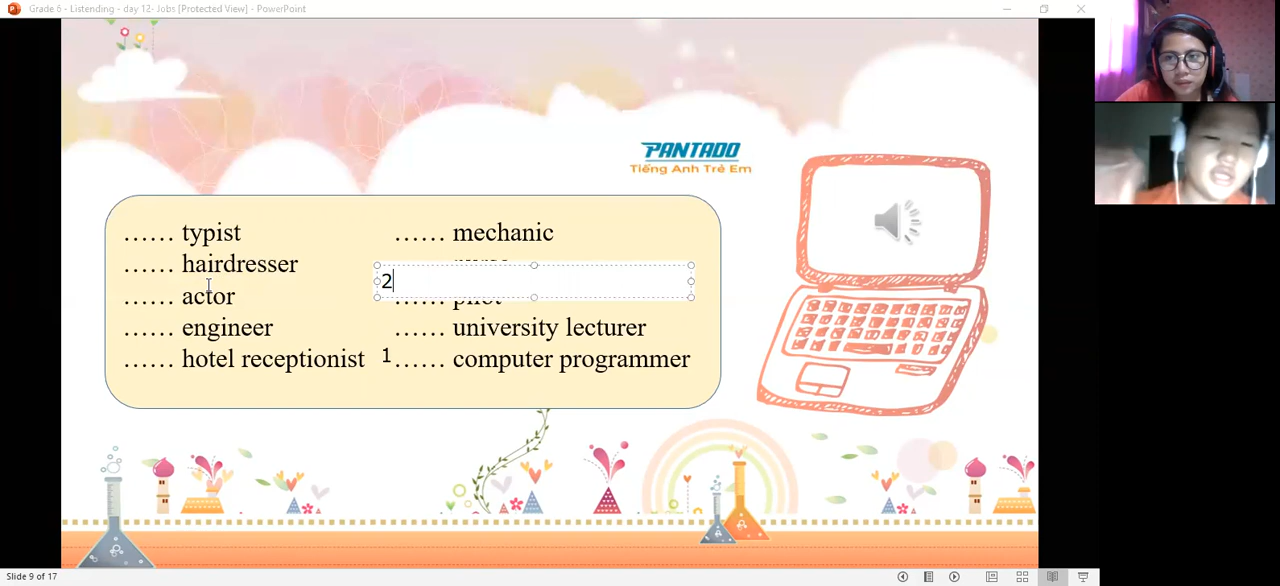 Grade 6 - Listending - day 12- Jobs [Protected View] - PowerPoint
PANTADO
Tiếng Anh Trẻ Em
...... typist
...... hairdresser
...... actor
...... engineer
...... hotel receptionist
...... mechanic
2
...... pilot
...... university lecturer
1 ...... computer programmer
Slide 9 of 17